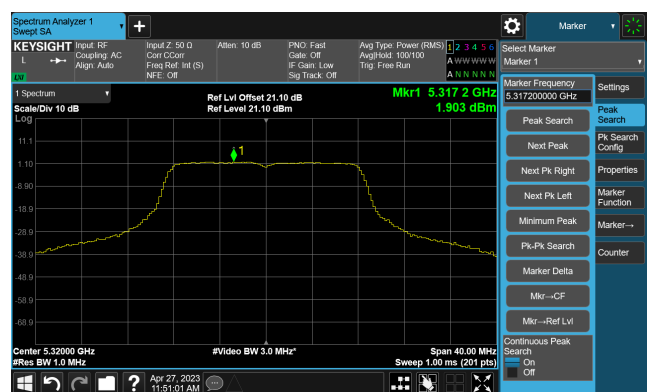 Spectrum Analyzer 1
Swept SA
Marker
KEYSIGHT
L
LXI
Input: RF
Coupling: AC
Align: Auto
Input Z: 50 Ω
Corr CCorr
Freq Ref: Int (S)
NFE: Off
Atten: 10 dB
PNO: Fast
Gate: Off
IF Gain: Low
Sig Track: Off
Avg Type: Power (RMS)
Avg|Hold: 100/100
Trig: Free Run
1 2 3 4 5 6
A W W W W W
A N N N N N
Select Marker
Marker 1
1 Spectrum
Scale/Div 10 dB
Log
Ref Lvl Offset 21.10 dB
Ref Level 21.10 dBm
Mkr1 5.317 2 GHz
1.903 dBm
11.1
1.10
-8.90
-18.9
-28.9
-38.9
-48.9
-58.9
-68.9
1
Center 5.32000 GHz
#Res BW 1.0 MHz
#Video BW 3.0 MHz*
Span 40.00 MHz
Sweep 1.00 ms (201 pts)
Marker Frequency
5.317200000 GHz
Peak Search
Next Peak
Next Pk Right
Next Pk Left
Minimum Peak
Pk-Pk Search
Marker Delta
Mkr→CF
Mkr→Ref Lvl
Continuous Peak
Search
On
Off
Settings
Peak
Search
Pk Search
Config
Properties
Marker
Function
Marker→
Counter
?
Apr 27, 2023
11:51:01 AM